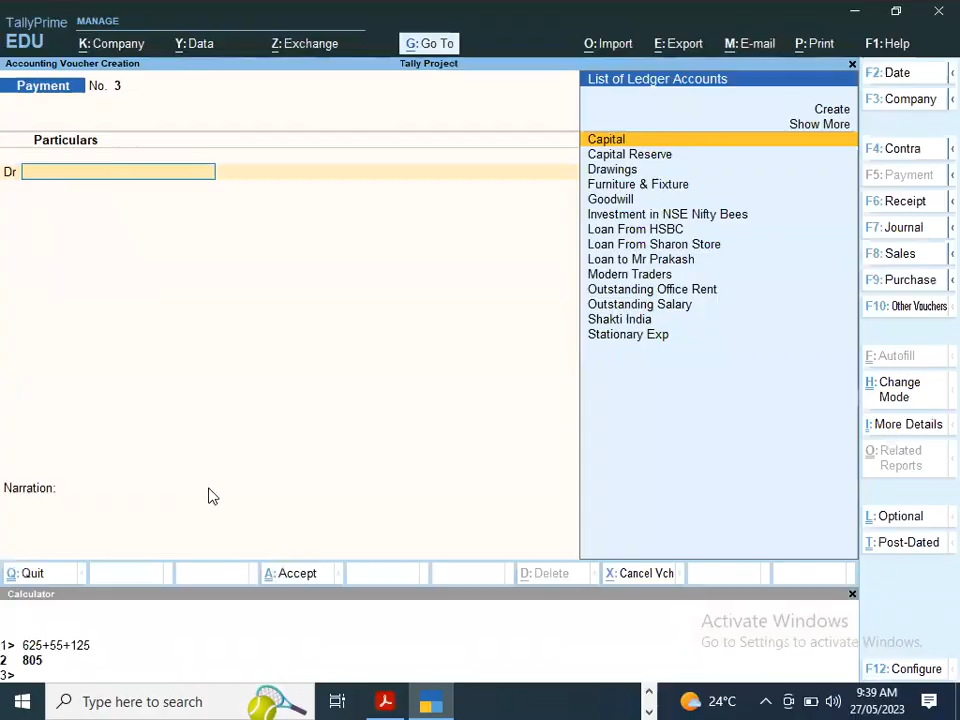 TallyPrime
MANAGE
EDU
K:Company
Y:Data
Z:Exchange
G:Go To
O:Import
E:Export
M:E-mail
P:Print
F1:Help
Accounting Voucher Creation
Tally Project
Payment No. 3
Particulars
Dr
Narration:
List of Ledger Accounts
Create
Show More
Capital
Capital Reserve
Drawings
Furniture & Fixture
Goodwill
Investment in NSE Nifty Bees
Loan From HSBC
Loan From Sharon Store
Loan to Mr Prakash
Modern Traders
Outstanding Office Rent
Outstanding Salary
Shakti India
Stationary Exp
F2:Date
F3:Company
F4:Contra
F5:Payment
F6:Receipt
F7:Journal
F8:Sales
F9:Purchase
F10:Other Vouchers
F:Autofill
H:Change
Mode
I:More Details
O:Related
Reports
L:Optional
T:Post-Dated
F12:Configure
Q:Quit
A:Accept
D:Delete
X:Cancel Vch
Calculator
1> 625+55+125
2 805
3>
Activate Windows
Go to Settings to activate Windows.
Type here to search
24°C
9:39 AM
27/05/2023